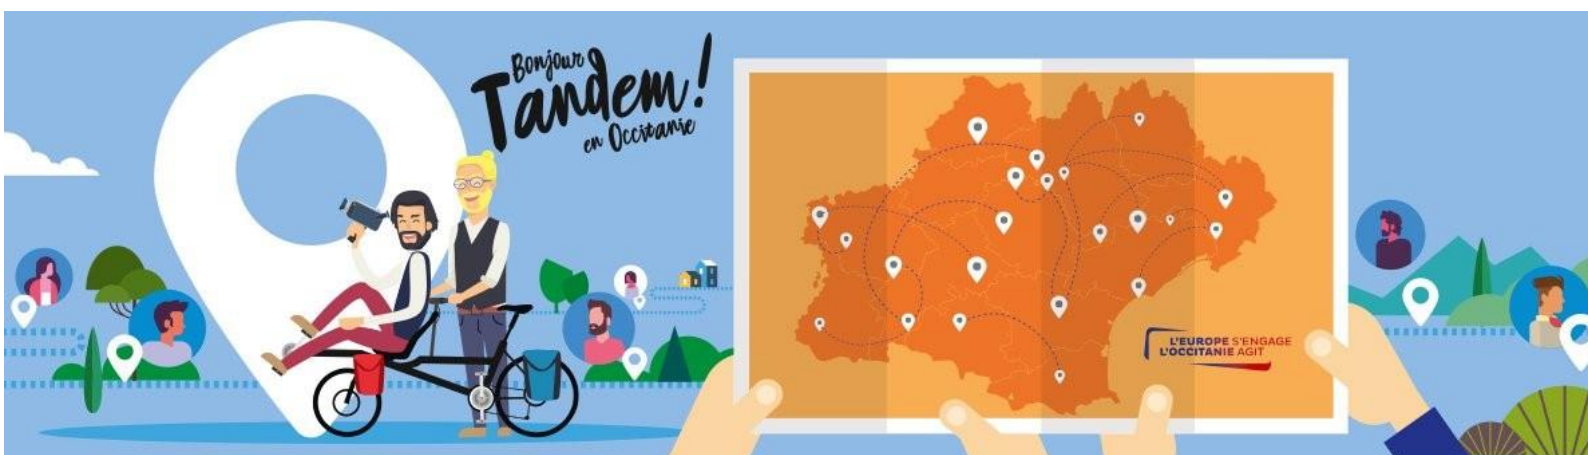 Bonjour
Tandem!
en Occitanie
L'EUROPE S'ENGAGE
L'OCCITANIE AGIT